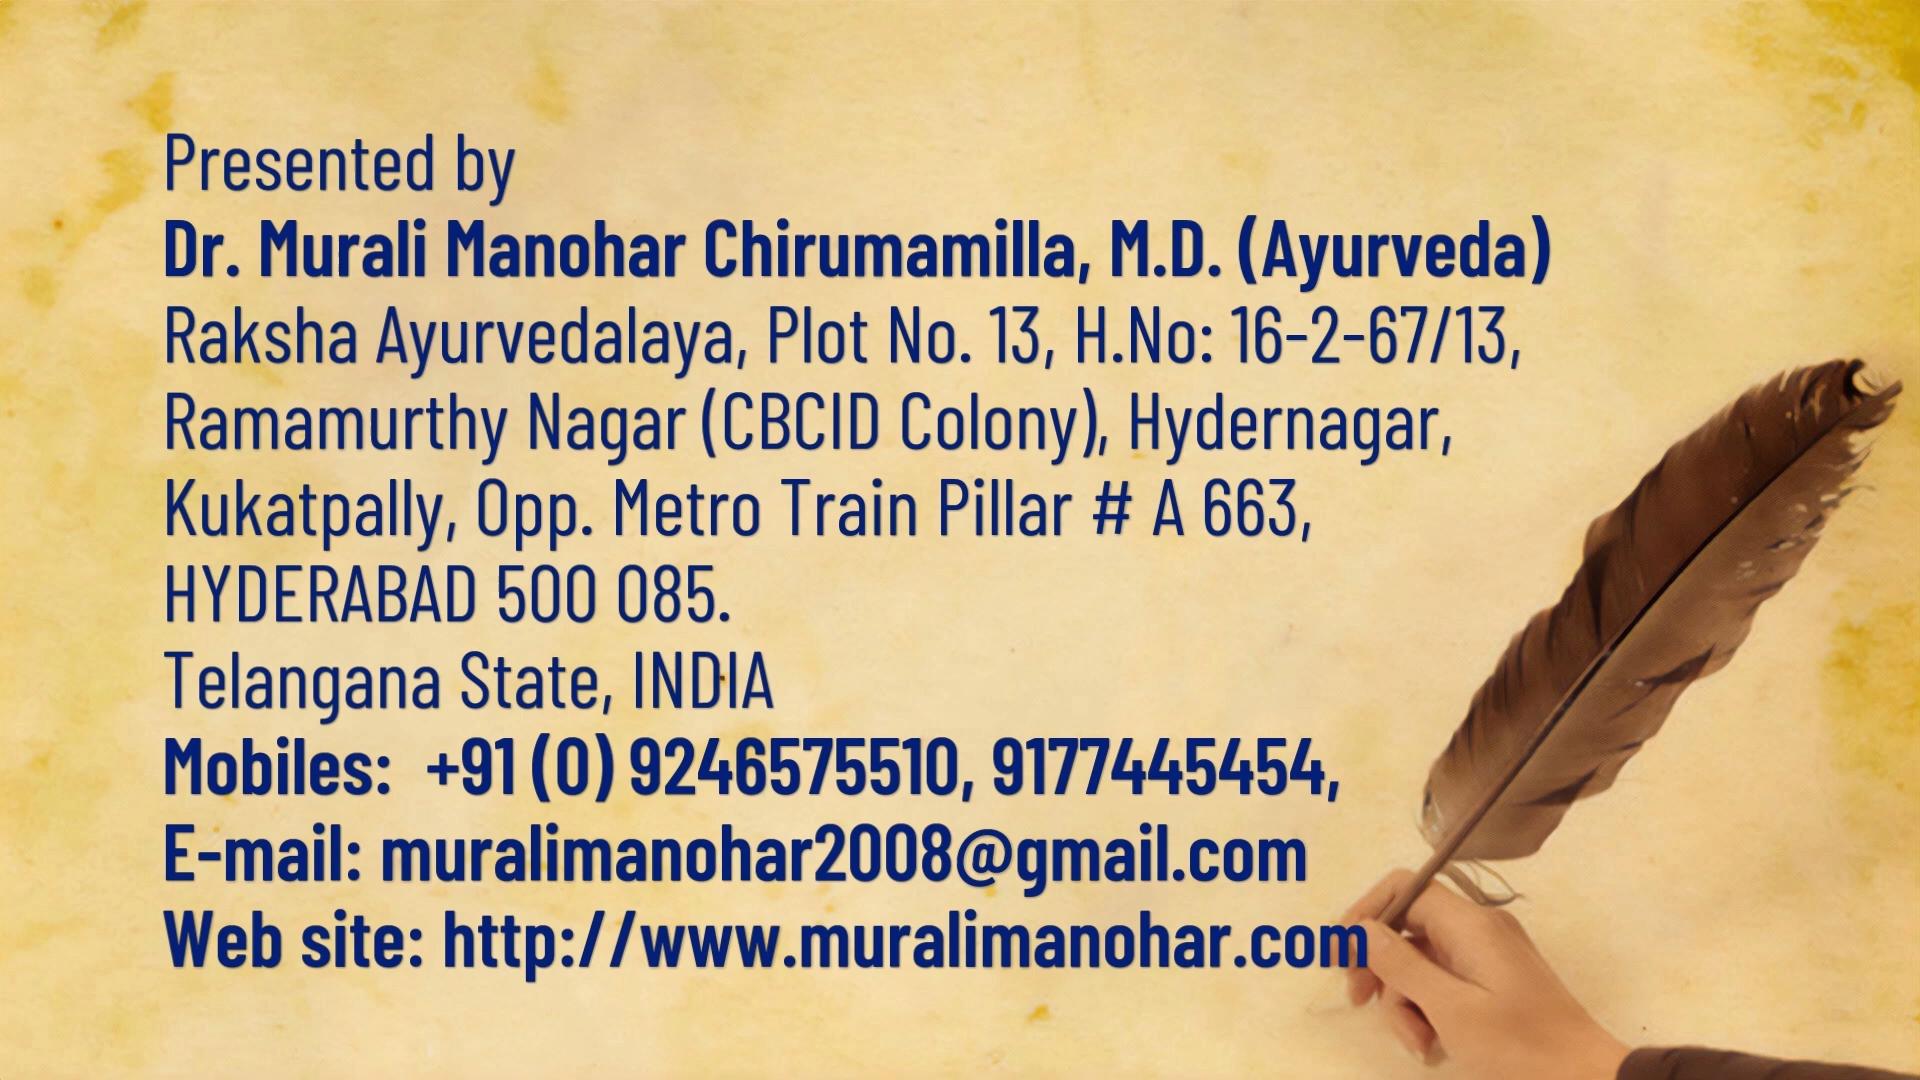 Presented by
Dr. Murali Manohar Chirumamilla, M.D. (Ayurveda)
Raksha Ayurvedalaya, Plot No. 13, H.No: 16-2-67/13,
Ramamurthy Nagar (CBCID Colony), Hydernagar,
Kukatpally, Opp. Metro Train Pillar # A 663,
HYDERABAD 500 085.
Telangana State, INDIA
Mobiles:  +91 (0) 9246575510, 9177445454,
E-mail: muralimanohar2008@gmail.com
Web site: http://www.muralimanohar.com